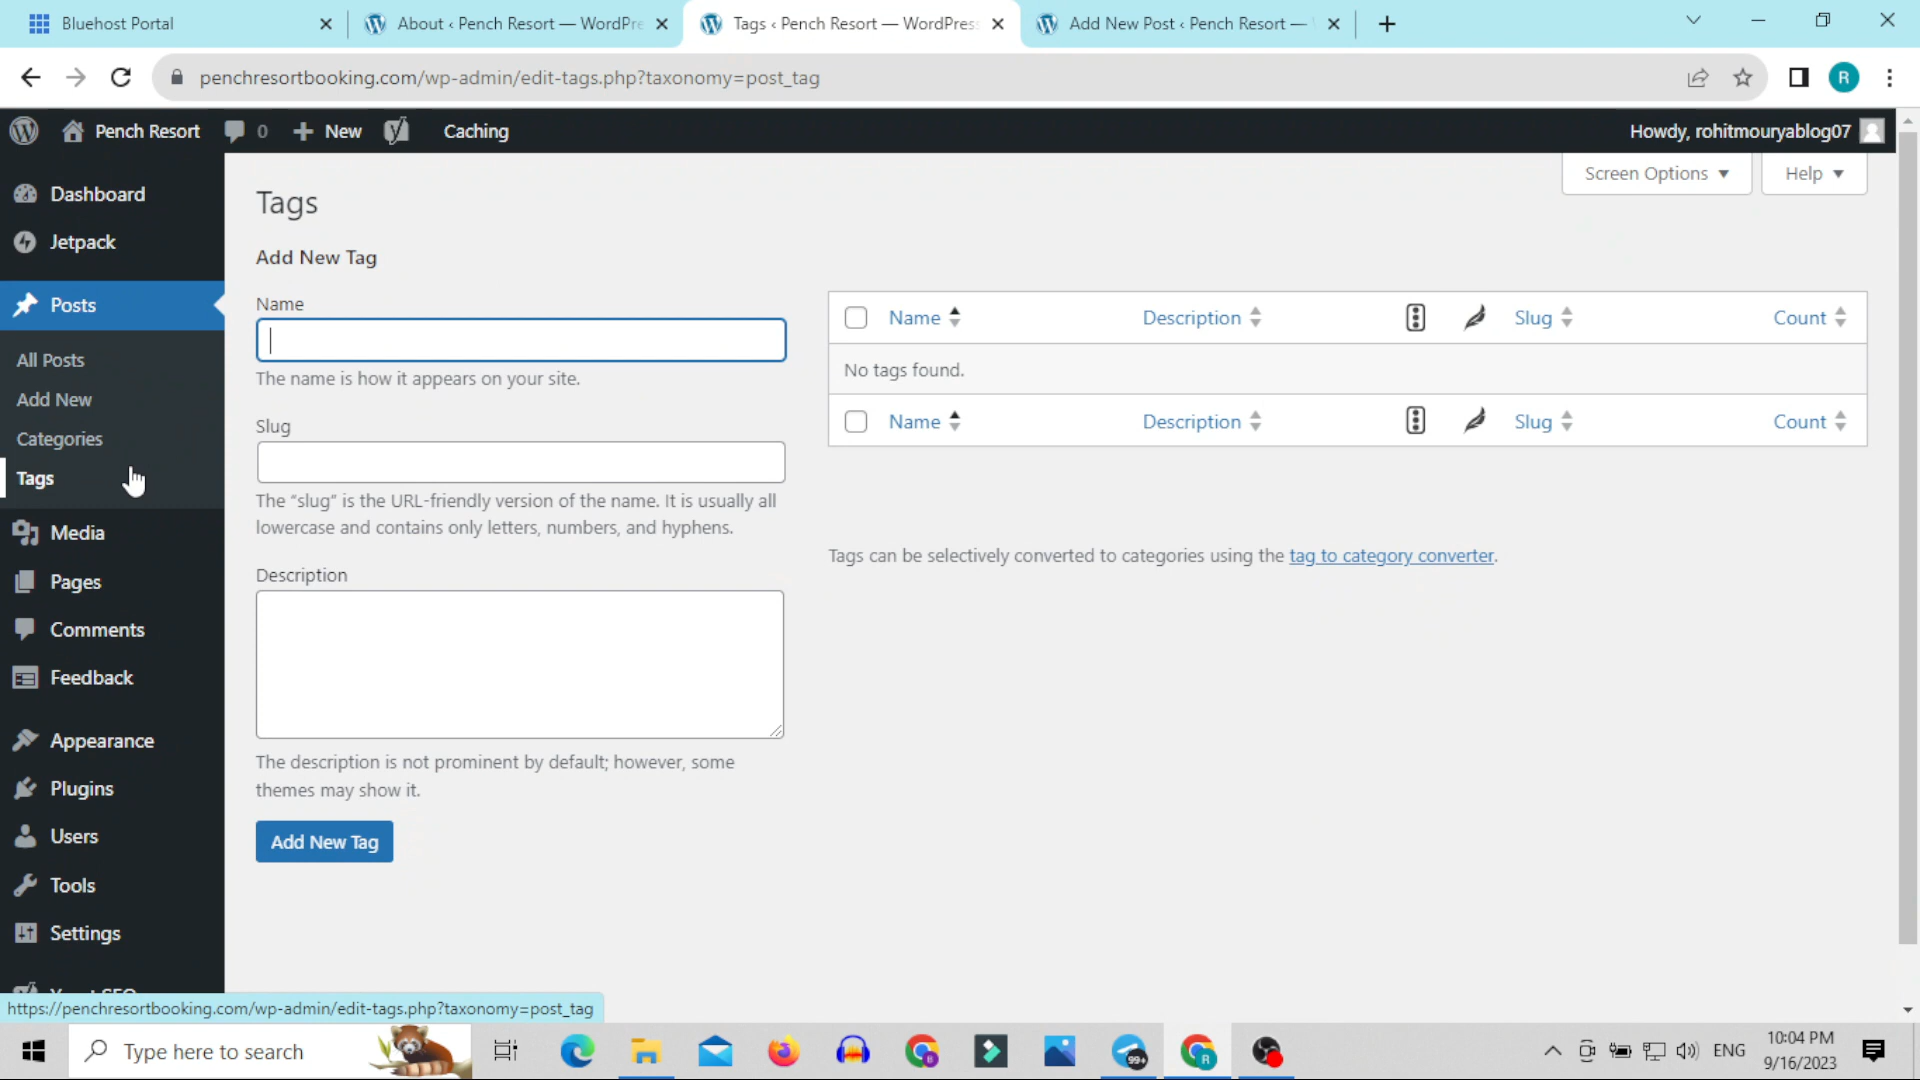 Bluehost Portal
About ‹ Pench Resort — WordPre
Tags ‹ Pench Resort — WordPress
Add New Post ‹ Pench Resort —
penchresortbooking.com/wp-admin/edit-tags.php?taxonomy=post_tag
R
Pench Resort
0
New
Caching
Howdy, rohitmouryablog07
Screen Options
Help
Dashboard
Jetpack
Posts
All Posts
Add New
Categories
Tags
Media
Pages
Comments
Feedback
Appearance
Plugins
Users
Tools
Settings
Tags
Add New Tag
Name
The name is how it appears on your site.
Slug
The “slug” is the URL-friendly version of the name. It is usually all
lowercase and contains only letters, numbers, and hyphens.
Description
The description is not prominent by default; however, some
themes may show it.
Add New Tag
Name Description Slug Count
No tags found.
Name Description Slug Count
Tags can be selectively converted to categories using the tag to category converter.
https://penchresortbooking.com/wp-admin/edit-tags.php?taxonomy=post_tag
Type here to search
99+
ENG
10:04 PM
9/16/2023